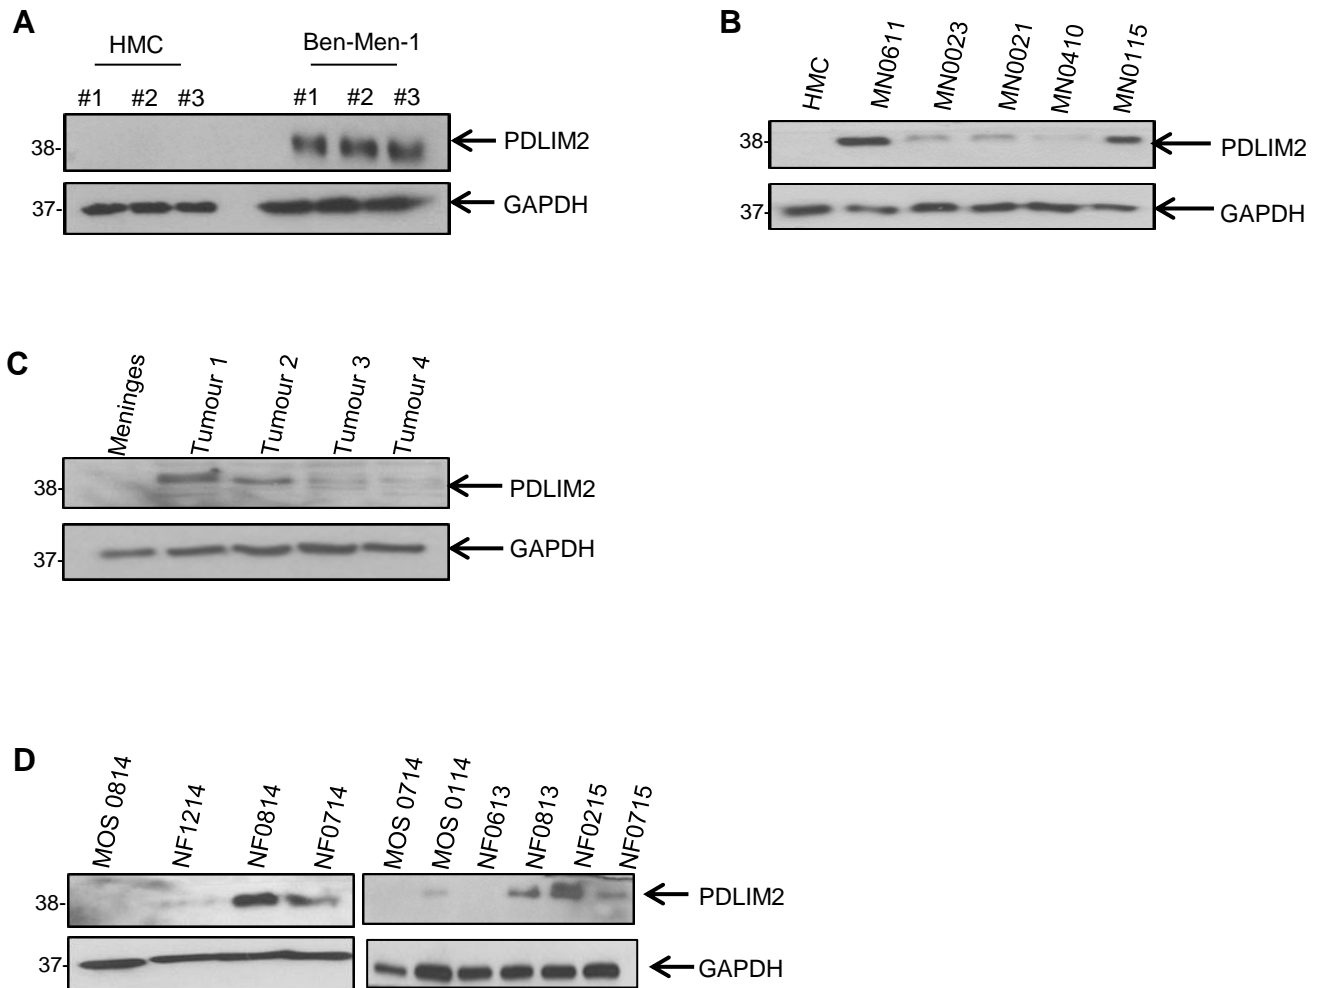 A
HMC
Ben-Men-1
#1 #2 #3 #1 #2 #3
38-
PDLIM2
37-
GAPDH
B
HMC MN0611 MN0023 MN0021 MN0410 MN0115
38-
PDLIM2
37-
GAPDH
C
Meninges Tumour 1 Tumour 2 Tumour 3 Tumour 4
38-
PDLIM2
37-
GAPDH
D
MOS 0814 NF1214 NF0814 NF0714 MOS 0714 MOS 0114 NF0613 NF0813 NF0215 NF0715
38-
PDLIM2
37-
GAPDH